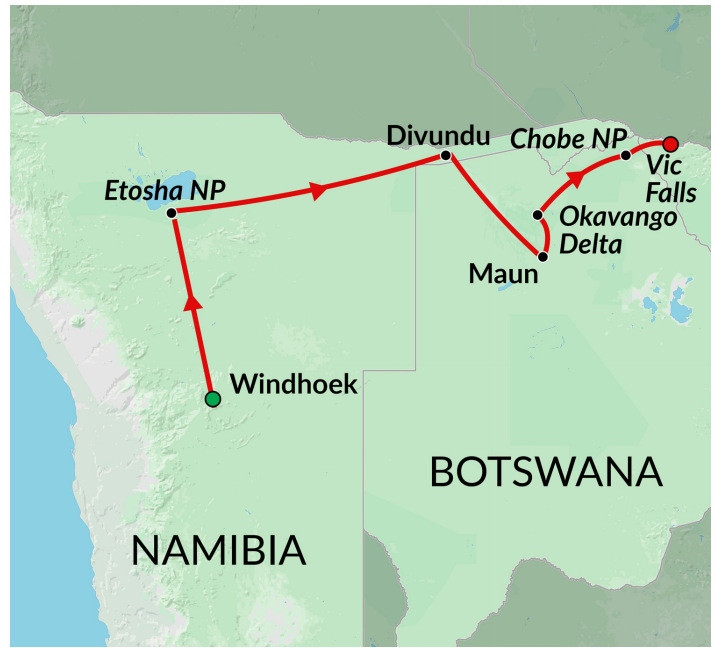 Divundu
Chobe NP
Vic
Falls
Etosha NP
Okavango
Delta
Maun
Windhoek
BOTSWANA
NAMIBIA